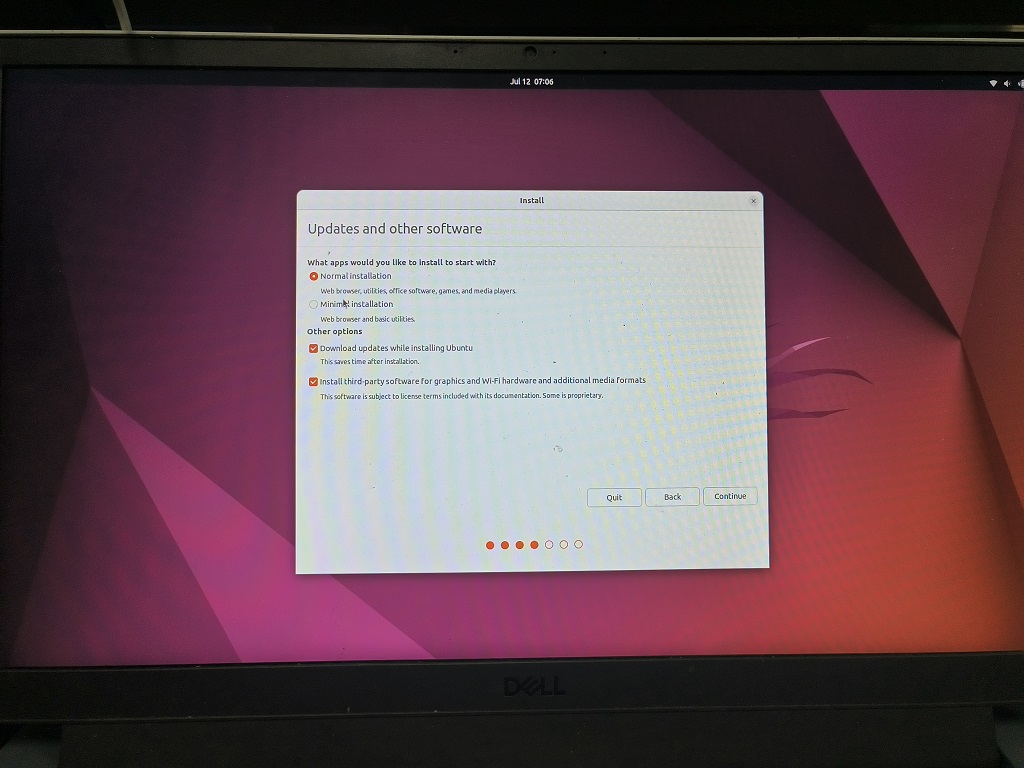 Jul 12 07:06
Install
Updates and other software
What apps would you like to install to start with?
Normal installation
Web browser, utilities, office software, games, and media players.
Minimal installation
Web browser and basic utilities.
Other options
Download updates while installing Ubuntu
This saves time after installation.
Install third-party software for graphics and Wi-Fi hardware and additional media formats
This software is subject to license terms included with its documentation. Some is proprietary.
Quit
Back
Continue
DELL